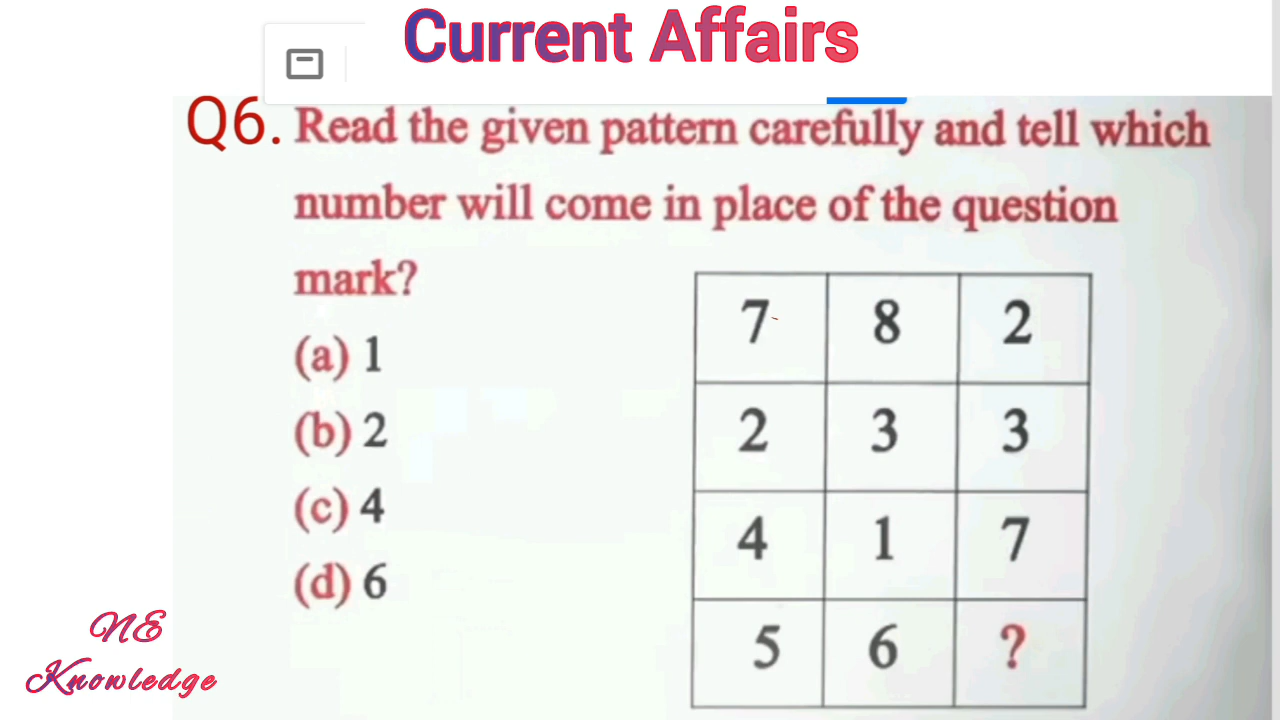 Current Affairs
Q6. Read the given pattern carefully and tell which
number will come in place of the question
mark?
(a) 1
(b) 2
(c) 4
(d) 6
7 8 2
2 3 3
4 1 7
5 6 ?
NE
Knowledge